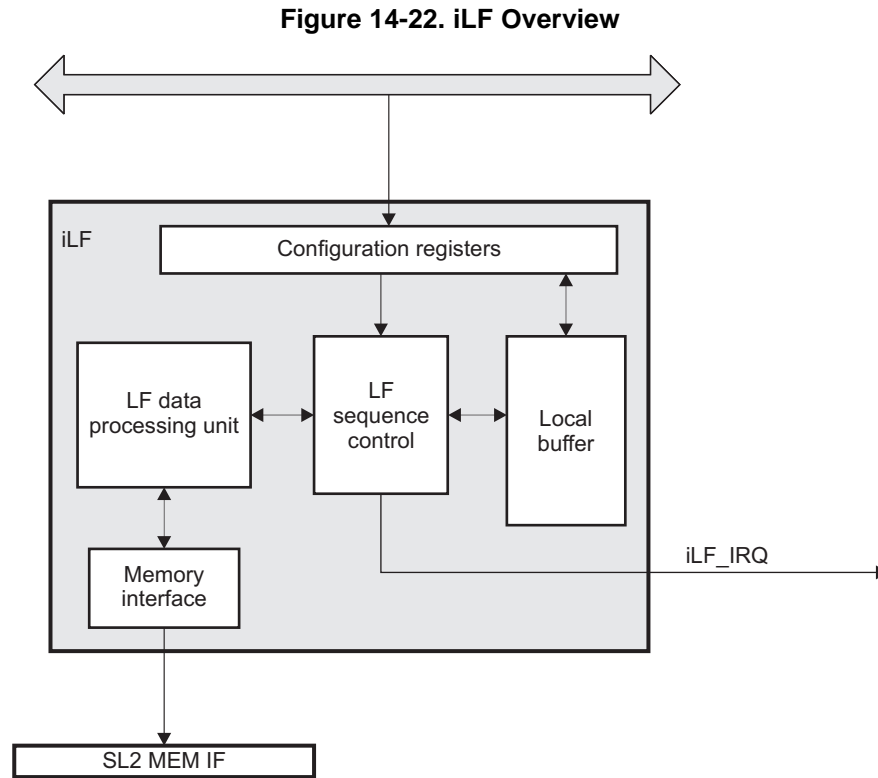 Figure 14-22. iLF Overview
iLF
Configuration registers
LF data
processing unit
LF
sequence
control
Local
buffer
iLF_IRQ
Memory
interface
SL2 MEM IF